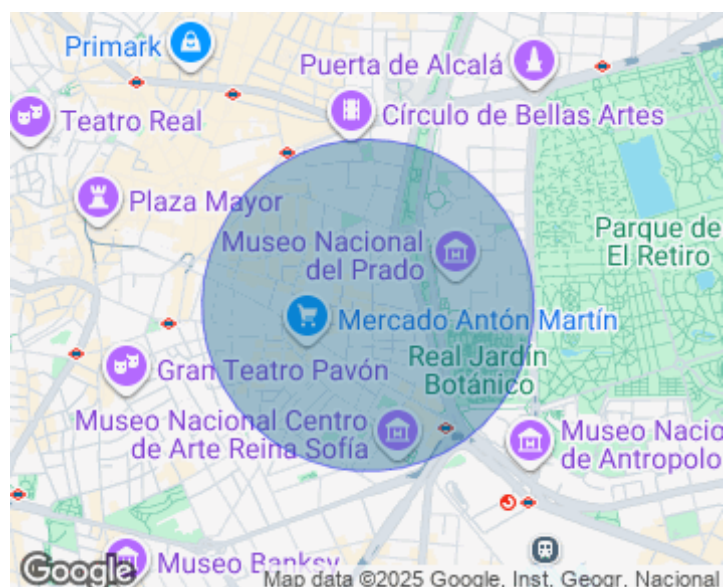 Primark
Puerta de Alcalá
Teatro Real
Círculo de Bellas Artes
Plaza Mayor
Museo Nacional
del Prado
Parque de
El Retiro
Mercado Antón Martín
Real Jardín
Botánico
Gran Teatro Pavón
Museo Nacional Centro
de Arte Reina Sofía
Museo Nacio
de Antropolo
Museo Banksy
Google
Map data ©2025 Google, Inst. Geogr. Nacional